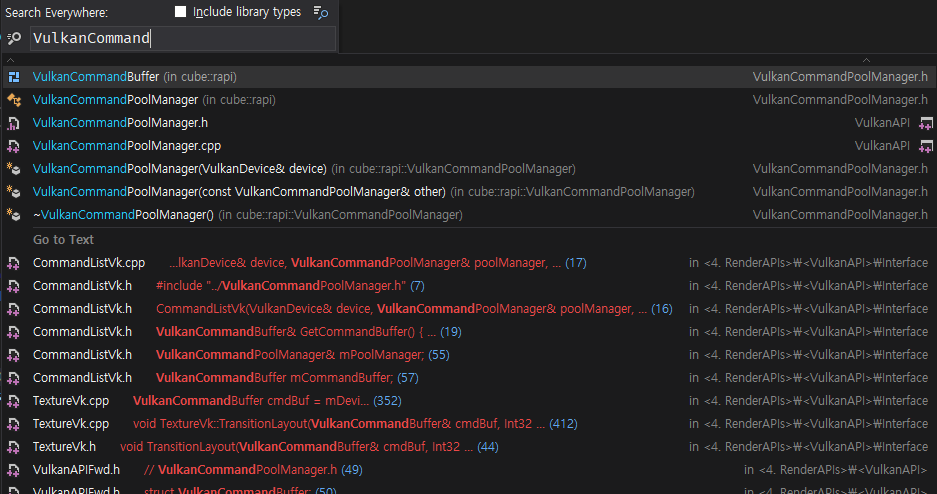 Search Everywhere: Include library types
VulkanCommand
VulkanCommandBuffer (in cube::rapi) VulkanCommandPoolManager.h
VulkanCommandPoolManager (in cube::rapi) VulkanCommandPoolManager.h
VulkanCommandPoolManager.h VulkanAPI
VulkanCommandPoolManager.cpp VulkanAPI
VulkanCommandPoolManager(VulkanDevice& device) (in cube::rapi::VulkanCommandPoolManager) VulkanCommandPoolManager.h
VulkanCommandPoolManager(const VulkanCommandPoolManager& other) (in cube::rapi::VulkanCommandPoolManager) VulkanCommandPoolManager.h
~VulkanCommandPoolManager() (in cube::rapi::VulkanCommandPoolManager) VulkanCommandPoolManager.h
Go to Text
CommandListVk.cpp ...lkanDevice& device, VulkanCommandPoolManager& poolManager, ... (17) in <4. RenderAPIs>₩<VulkanAPI>₩Interface
CommandListVk.h #include "../VulkanCommandPoolManager.h" (7) in <4. RenderAPIs>₩<VulkanAPI>₩Interface
CommandListVk.h CommandListVk(VulkanDevice& device, VulkanCommandPoolManager& poolManager, ... (16) in <4. RenderAPIs>₩<VulkanAPI>₩Interface
CommandListVk.h VulkanCommandBuffer& GetCommandBuffer() { ... (19) in <4. RenderAPIs>₩<VulkanAPI>₩Interface
CommandListVk.h VulkanCommandPoolManager& mPoolManager; (55) in <4. RenderAPIs>₩<VulkanAPI>₩Interface
CommandListVk.h VulkanCommandBuffer mCommandBuffer; (57) in <4. RenderAPIs>₩<VulkanAPI>₩Interface
TextureVk.cpp VulkanCommandBuffer cmdBuf = mDevi... (352) in <4. RenderAPIs>₩<VulkanAPI>₩Interface
TextureVk.cpp void TextureVk::TransitionLayout(VulkanCommandBuffer& cmdBuf, Int32 ... (412) in <4. RenderAPIs>₩<VulkanAPI>₩Interface
TextureVk.h void TransitionLayout(VulkanCommandBuffer& cmdBuf, Int32 ... (44) in <4. RenderAPIs>₩<VulkanAPI>₩Interface
VulkanAPIFwd.h // VulkanCommandPoolManager.h (49) in <4. RenderAPIs>₩<VulkanAPI>
VulkanAPIFwd.h struct VulkanCommandBuffer; (50) in <4. RenderAPIs>₩<VulkanAPI>